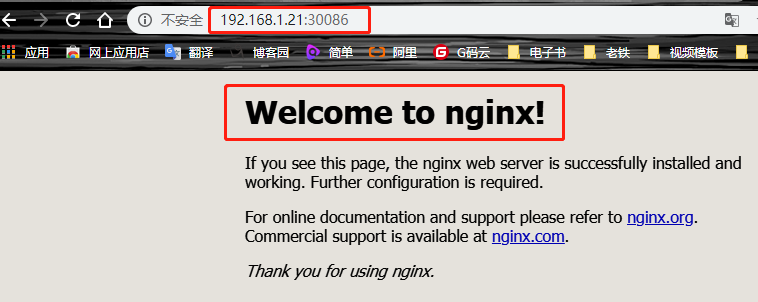 不安全 192.168.1.21:30086
应用 网上应用店 翻译 博客园 简单 阿里 G码云 电子书 老铁 视频模板
Welcome to nginx!
If you see this page, the nginx web server is successfully installed and
working. Further configuration is required.
For online documentation and support please refer to nginx.org.
Commercial support is available at nginx.com.
Thank you for using nginx.